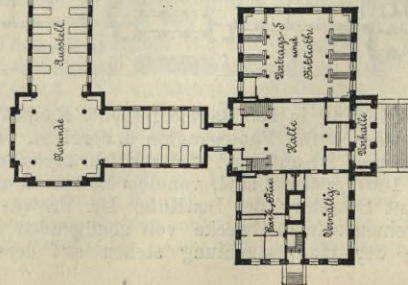 Ausstell
Vortrags-S
und
Biblioth.
Rotunde
Halle
Vorhalle
Verwaltg